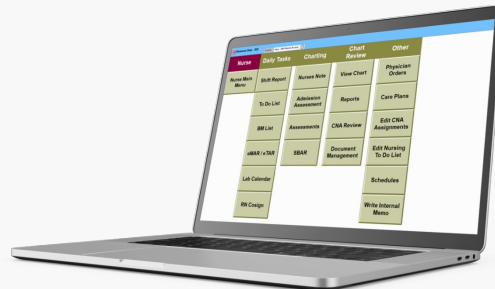 Nurse
Daily Tasks
Charting
Chart
Review
Other
Nurse Main
Menu
Shift Report
Nurses Note
View Chart
Physician
Orders
To Do List
Admission
Assessment
Reports
Care Plans
BM List
Assessments
CNA Review
Edit CNA
Assignments
eMAR / eTAR
SBAR
Document
Management
Edit Nursing
To Do List
Lab Calendar
Schedules
RN Cosign
Write Internal
Memo